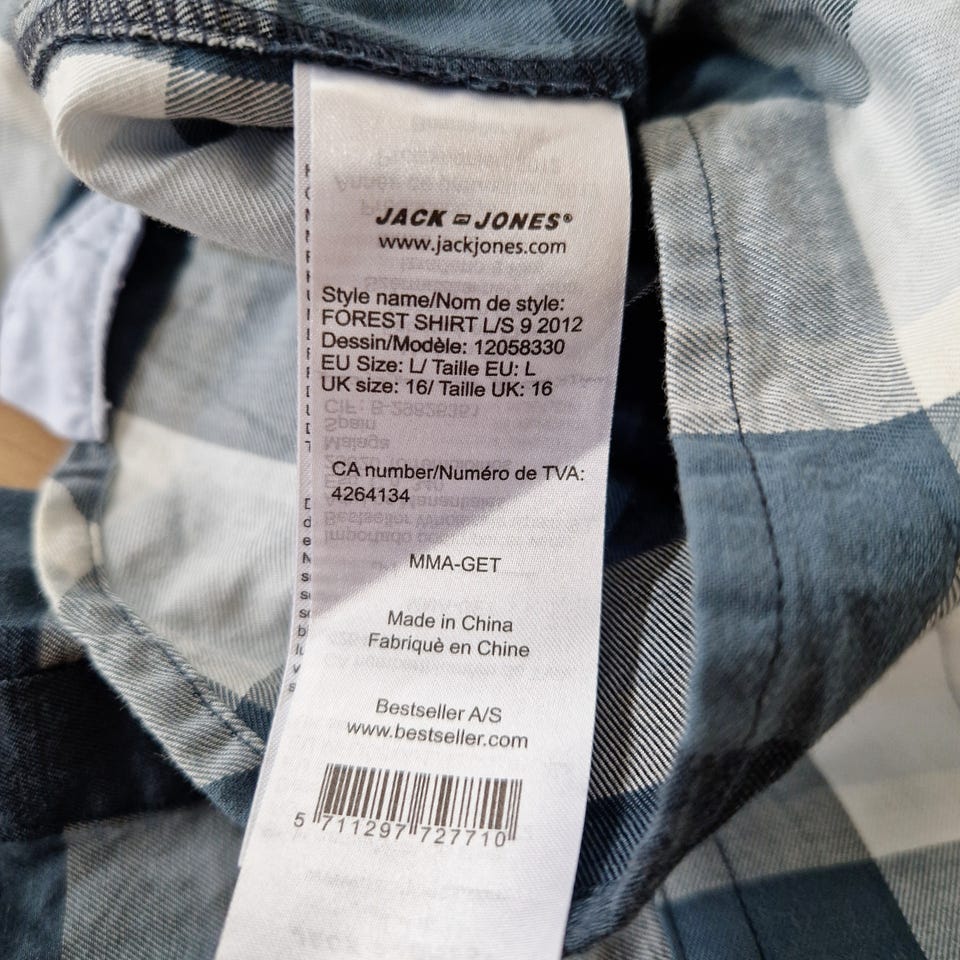 JACK JONES®
www.jackjones.com
Style name/Nom de style:
FOREST SHIRT L/S 9 2012
Dessin/Modèle: 12058330
EU Size: L/ Taille EU: L
UK size: 16/ Taille UK: 16
CA number/Numéro de TVA:
4264134
MMA-GET
Made in China
Fabriquè en Chine
Bestseller A/S
www.bestseller.com
5 711297 727710